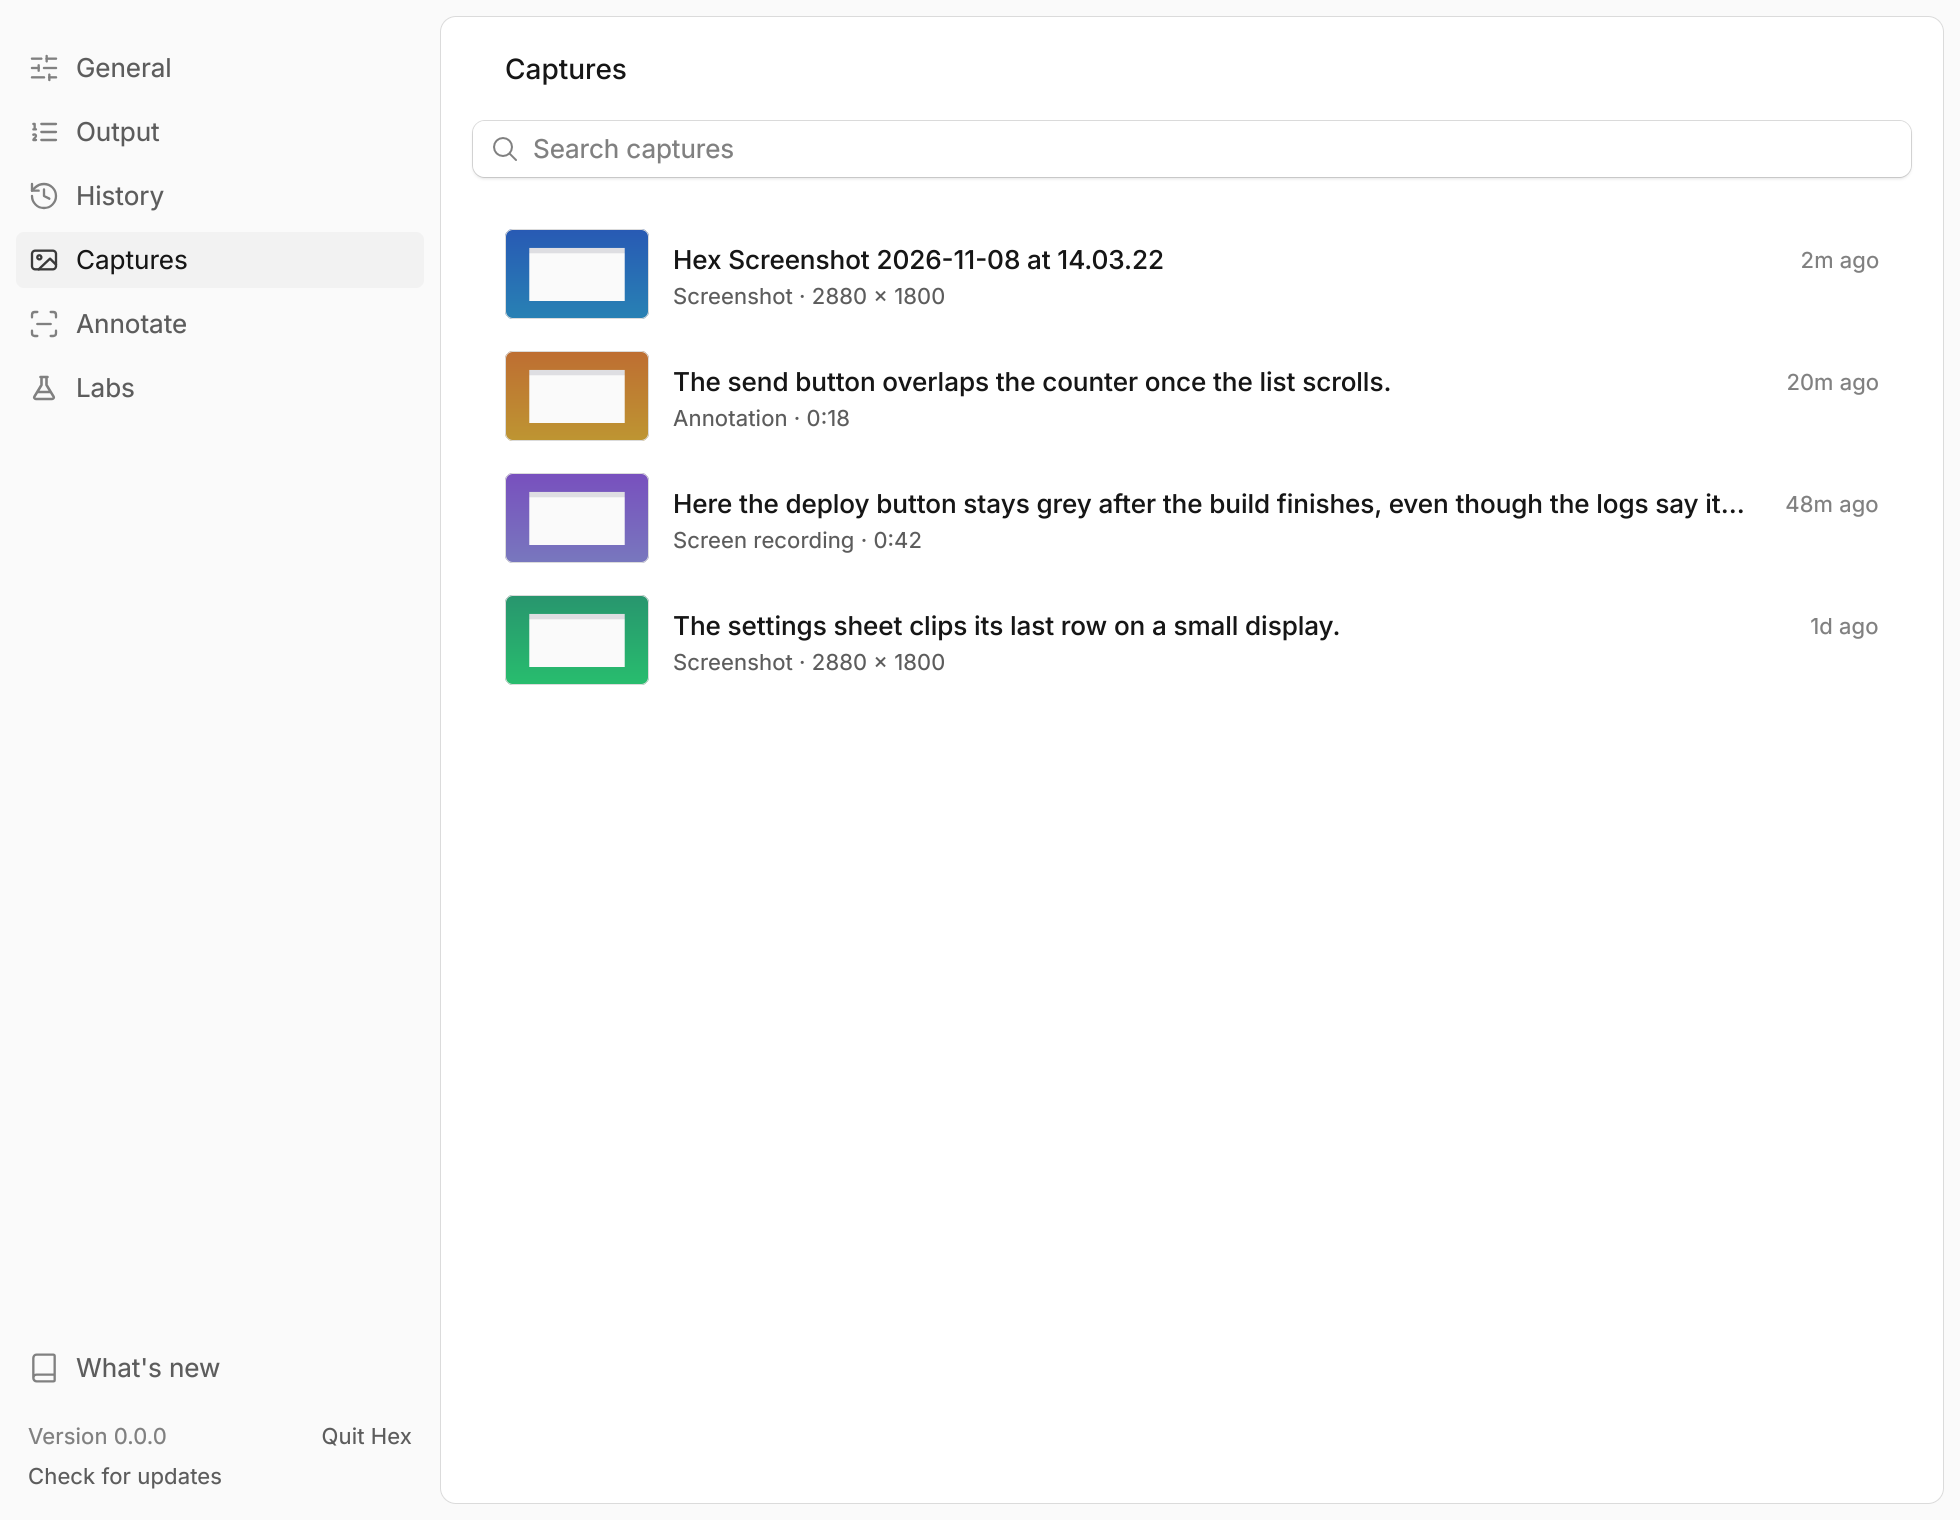 General
Output
History
Captures
Annotate
Labs
What's new
Version 0.0.0
Quit Hex
Check for updates
Captures
Search captures
Hex Screenshot 2026-11-08 at 14.03.22
2m ago
Screenshot · 2880 × 1800
The send button overlaps the counter once the list scrolls.
20m ago
Annotation · 0:18
Here the deploy button stays grey after the build finishes, even though the logs say it…
48m ago
Screen recording · 0:42
The settings sheet clips its last row on a small display.
1d ago
Screenshot · 2880 × 1800